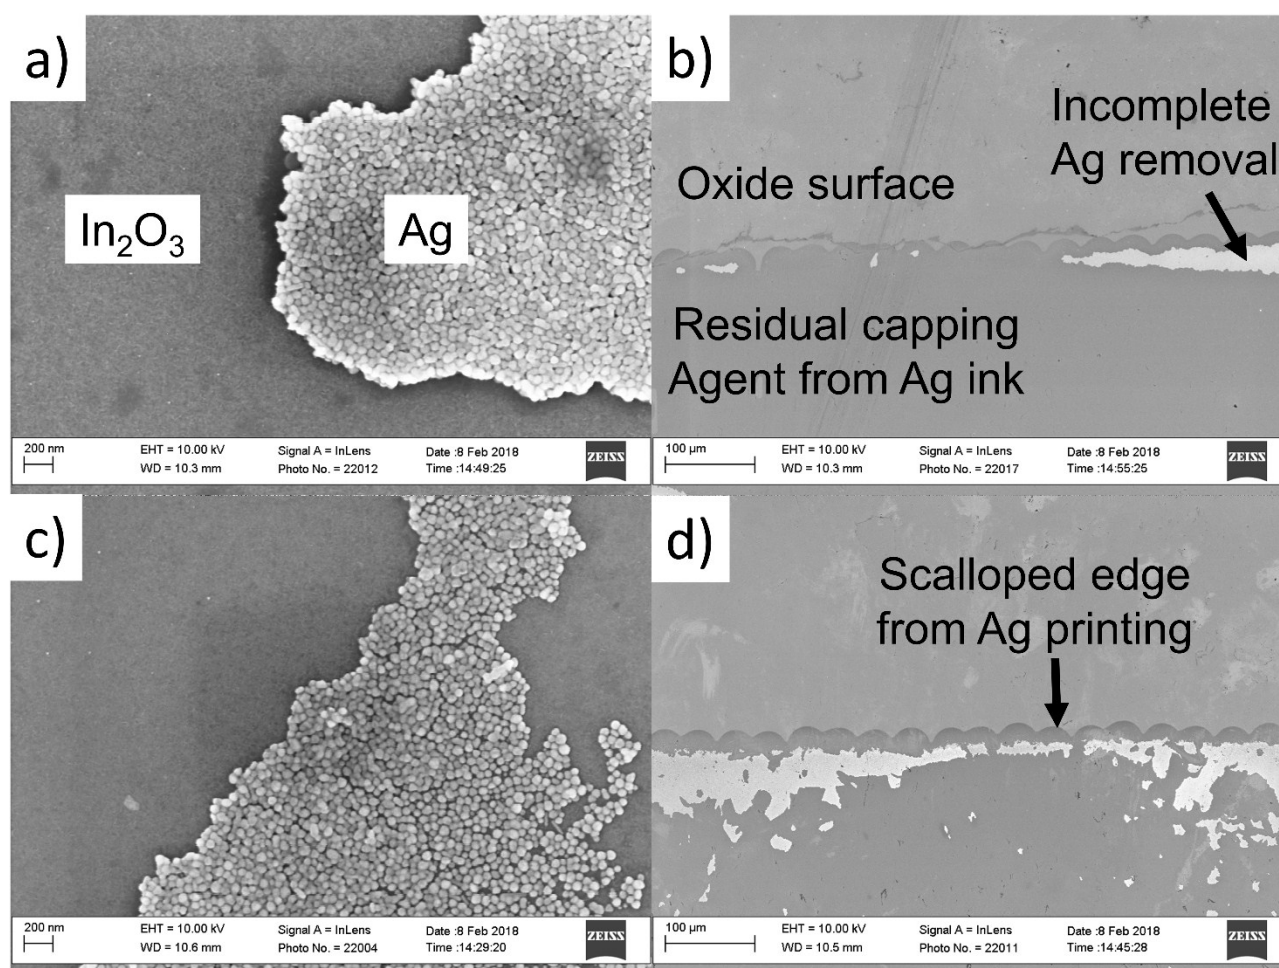 a)
In₂O₃
Ag
200 nm
EHT = 10.00 kV
WD = 10.3 mm
Signal A = InLens
Photo No. = 22012
Date :8 Feb 2018
Time :14:49:25
ZEISS
b)
Incomplete
Ag removal
Oxide surface
Residual capping
Agent from Ag ink
100 µm
EHT = 10.00 kV
WD = 10.3 mm
Signal A = InLens
Photo No. = 22017
Date :8 Feb 2018
Time :14:55:25
ZEISS
c)
200 nm
EHT = 10.00 kV
WD = 10.6 mm
Signal A = InLens
Photo No. = 22004
Date :8 Feb 2018
Time :14:29:20
ZEISS
d)
Scalloped edge
from Ag printing
100 µm
EHT = 10.00 kV
WD = 10.5 mm
Signal A = InLens
Photo No. = 22011
Date :8 Feb 2018
Time :14:45:28
ZEISS